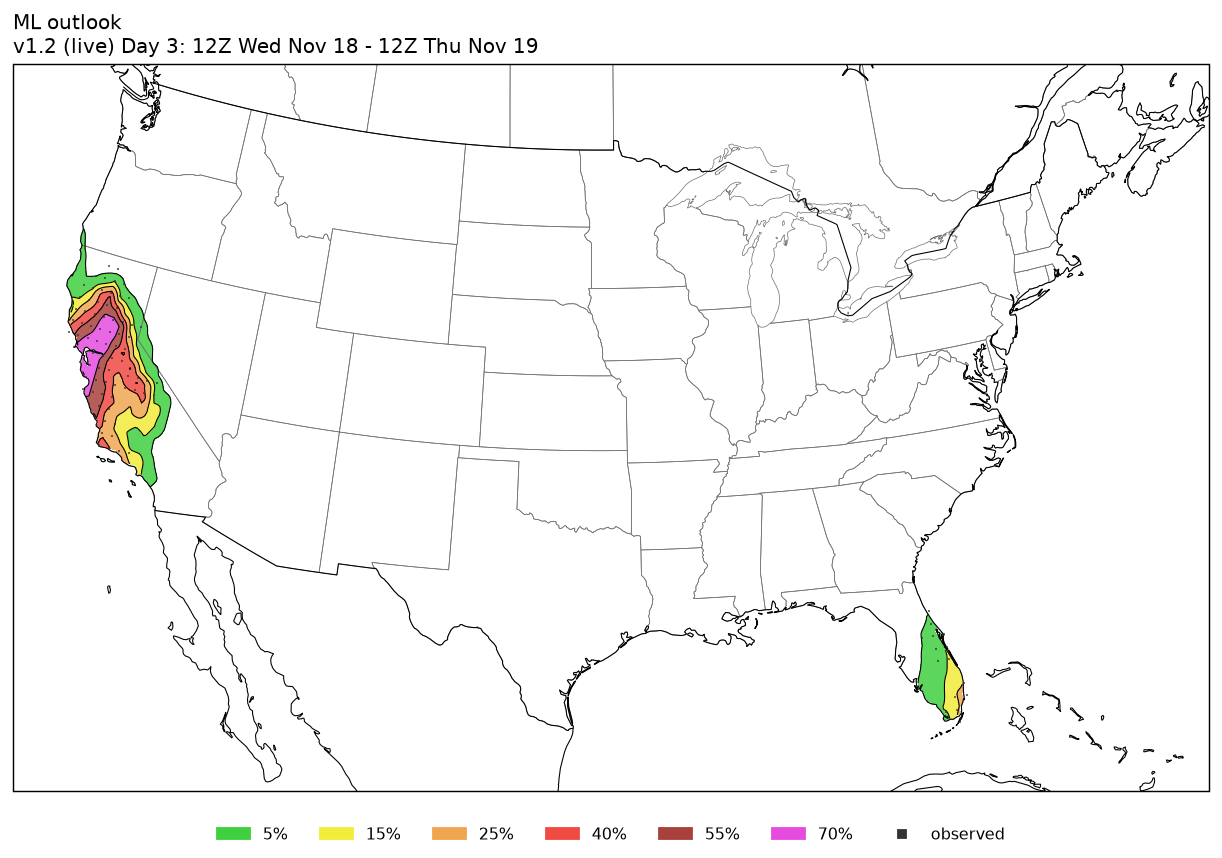 ML outlook
v1.2 (live) Day 3: 12Z Wed Nov 18 - 12Z Thu Nov 19
5% 15% 25% 40% 55% 70% observed